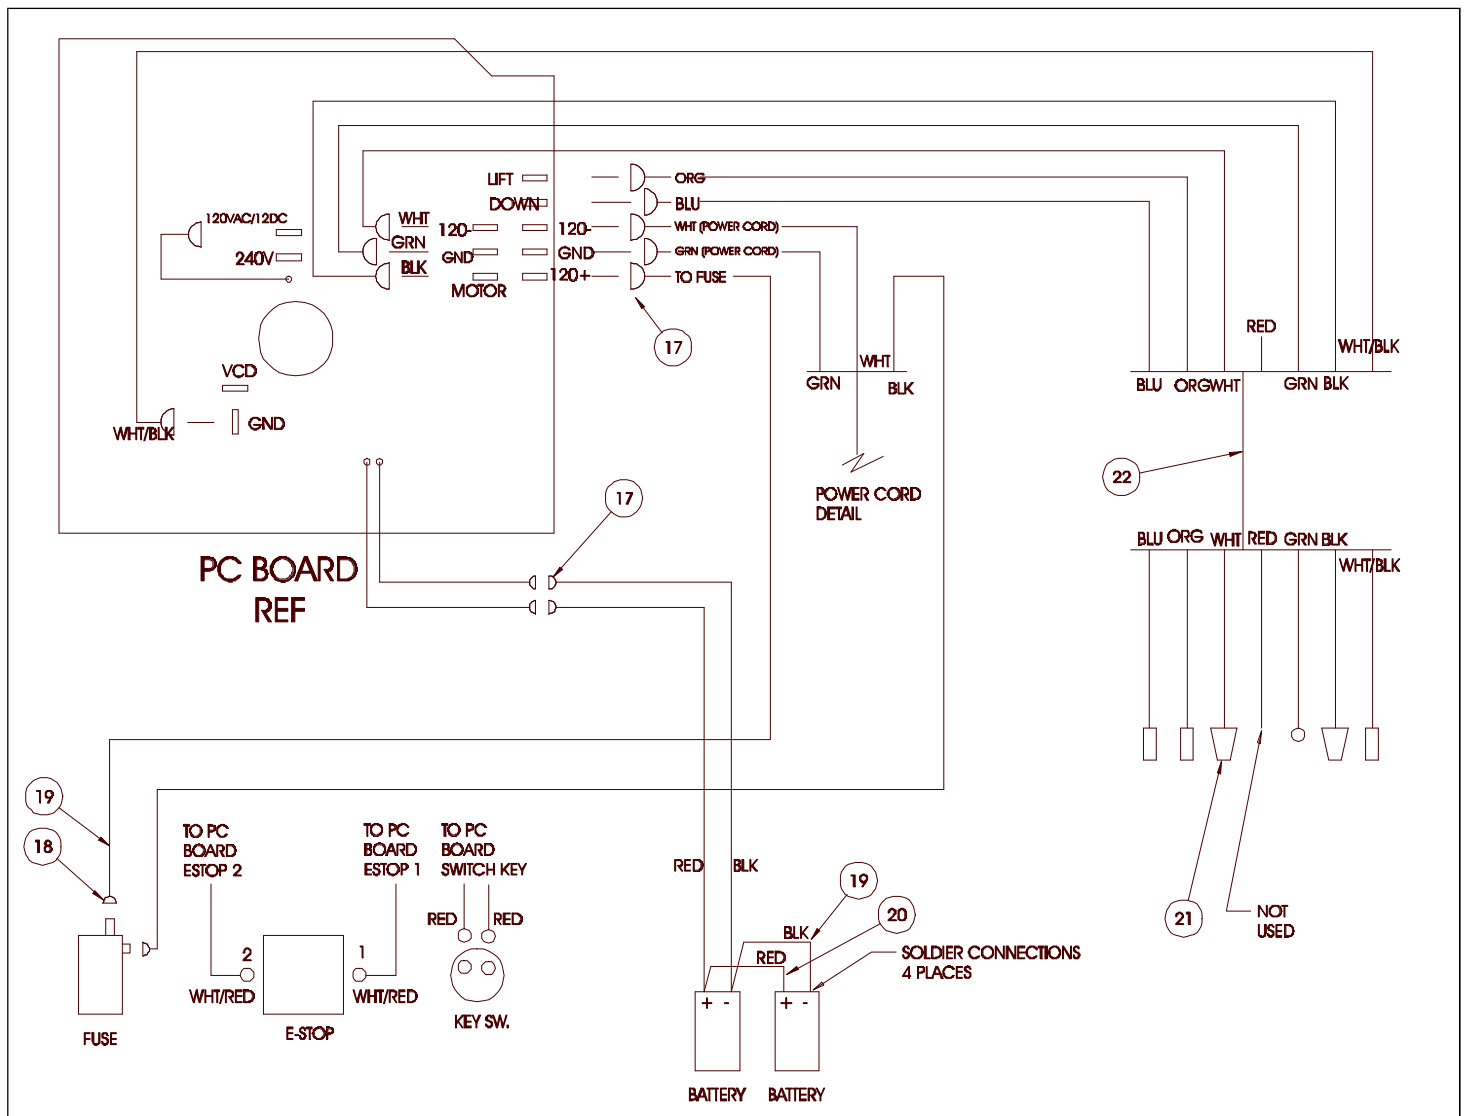 LIFT
ORG
DOWN
BLU
120VAC/12DC
WHT
120-
120-
WHT (POWER CORD)
GRN
240V
GND
GND
GRN (POWER CORD)
BLK
MOTOR
120+
TO FUSE
17
RED
WHT/BLK
WHT
GRN
BLK
BLU
ORG
WHT
GRN
BLK
VCD
GND
WHT/BLK
22
POWER CORD
DETAIL
17
BLU
ORG
WHT
RED
GRN
BLK
WHT/BLK
PC BOARD
REF
19
18
TO PC
BOARD
ESTOP 2
TO PC
BOARD
ESTOP 1
TO PC
BOARD
SWITCH KEY
RED
BLK
19
20
21
NOT
USED
RED
RED
BLK
RED
SOLDIER CONNECTIONS
4 PLACES
2
1
WHT/RED
WHT/RED
+ -
+ -
FUSE
E-STOP
KEY SW.
BATTERY
BATTERY